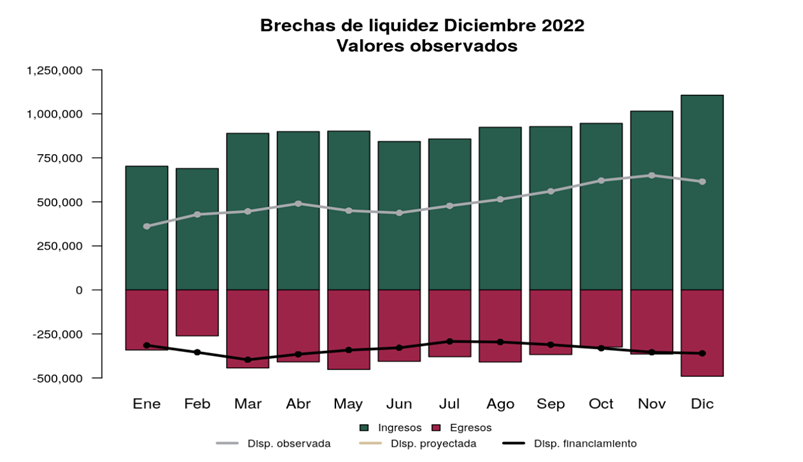 Brechas de liquidez Diciembre 2022
Valores observados
1,250,000
1,000,000
750,000
500,000
250,000
0
-250,000
-500,000
Ene Feb Mar Abr May Jun Jul Ago Sep Oct Nov Dic
Ingresos Egresos
Disp. observada Disp. proyectada Disp. financiamiento